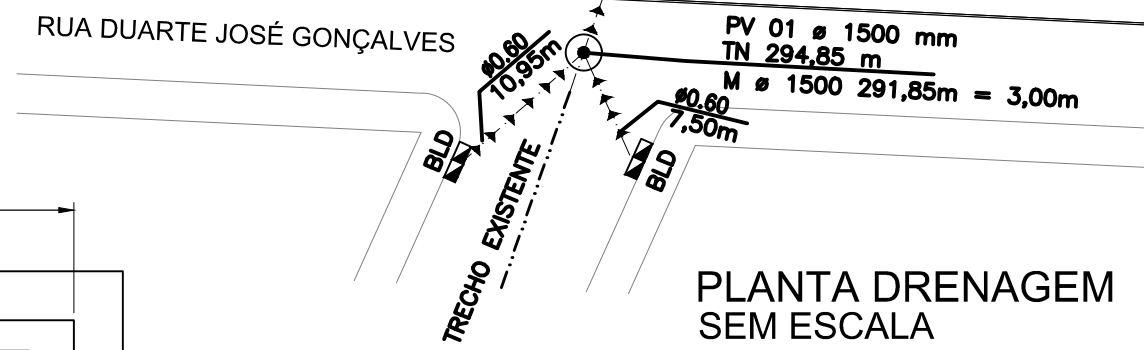 RUA DUARTE JOSÉ GONÇALVES
ø0.60
10,95m
PV 01 ø 1500 mm
TN 294,85 m
M ø 1500 291,85m = 3,00m
ø0.60
7,50m
BLD
BLD
TRECHO EXISTENTE
PLANTA DRENAGEM
SEM ESCALA